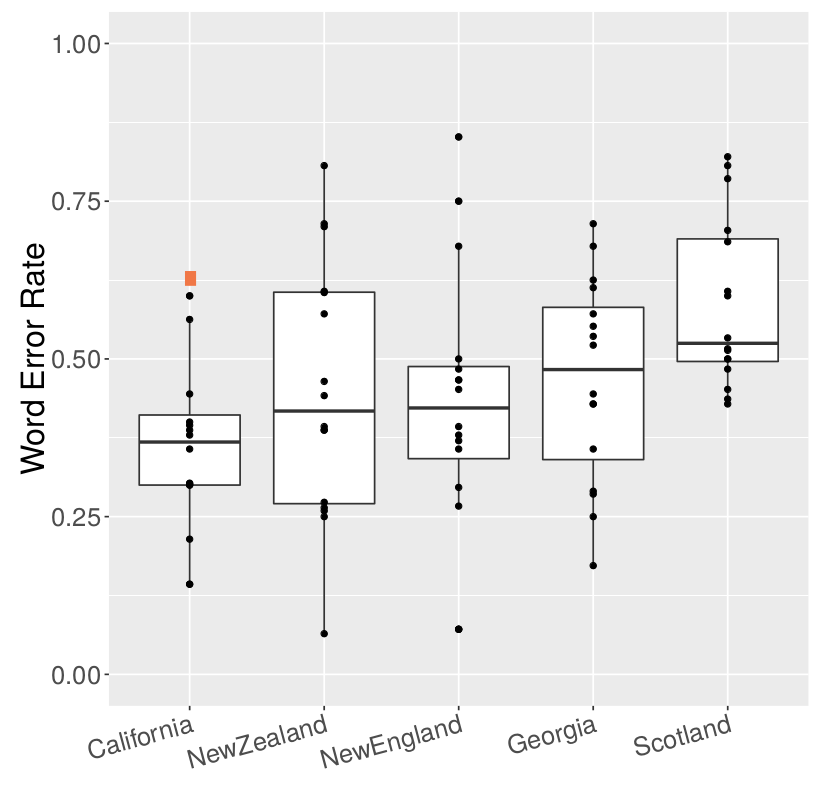 Word Error Rate
1.00
0.75
0.50
0.25
0.00
California
NewZealand
NewEngland
Georgia
Scotland